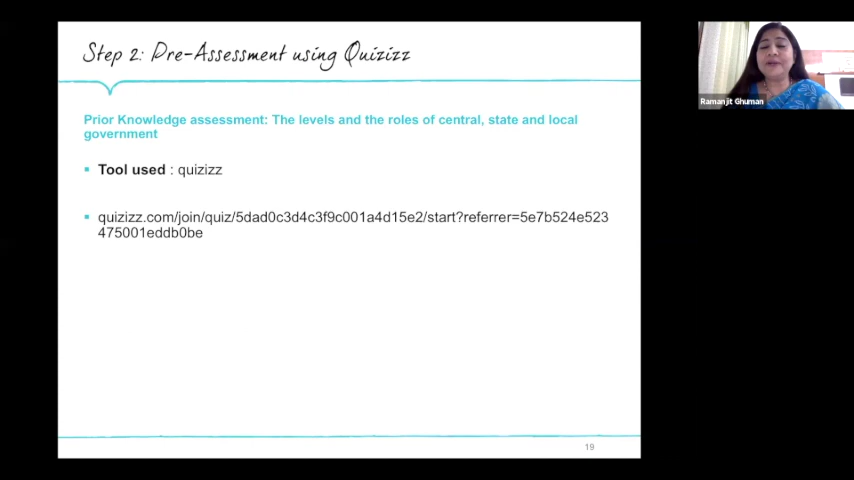 Step 2: Pre-Assessment using Quizizz
Prior Knowledge assessment: The levels and the roles of central, state and local
government
Tool used : quizizz
quizizz.com/join/quiz/5dad0c3d4c3f9c001a4d15e2/start?referrer=5e7b524e523
475001eddb0be
19
Ramanjit Ghuman